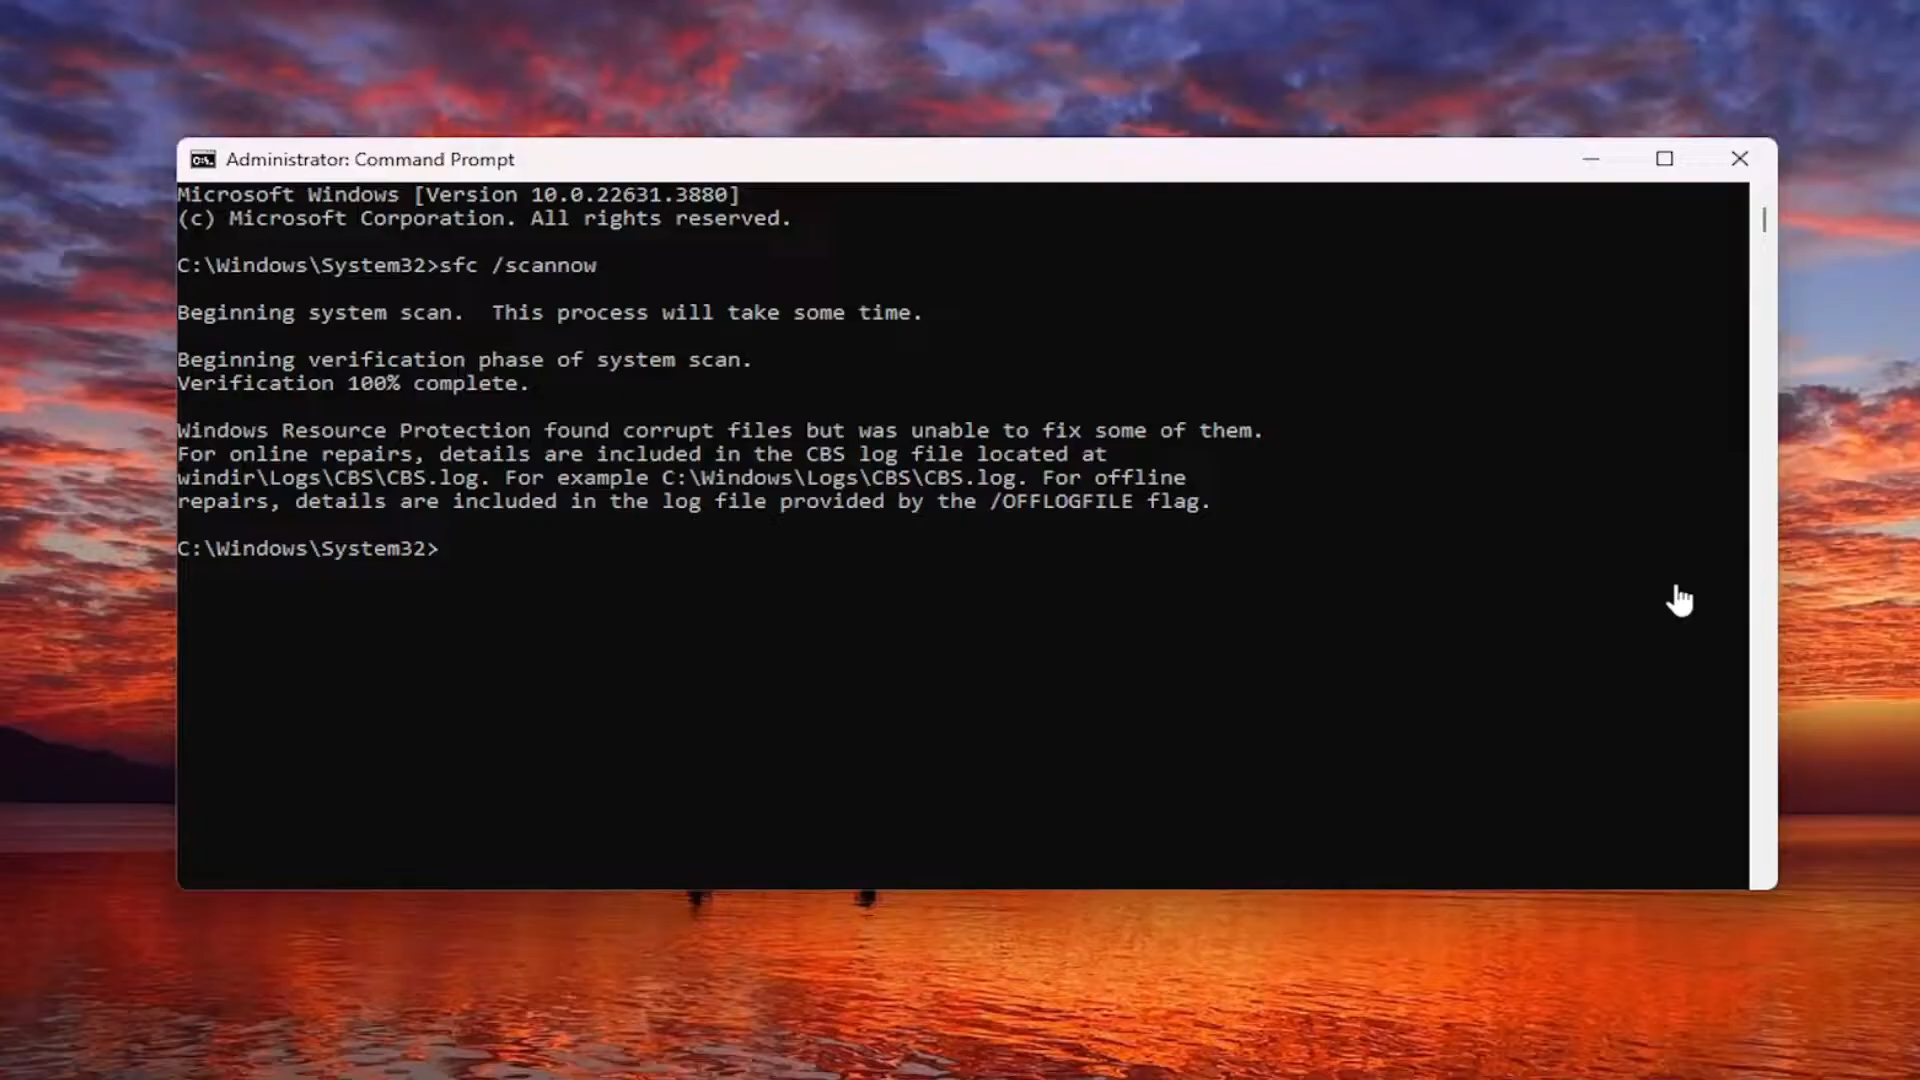 Administrator: Command Prompt
Microsoft Windows [Version 10.0.22631.3880]
(c) Microsoft Corporation. All rights reserved.
C:\Windows\System32>sfc /scannow
Beginning system scan.  This process will take some time.
Beginning verification phase of system scan.
Verification 100% complete.
Windows Resource Protection found corrupt files but was unable to fix some of them.
For online repairs, details are included in the CBS log file located at
windir\Logs\CBS\CBS.log. For example C:\Windows\Logs\CBS\CBS.log. For offline
repairs, details are included in the log file provided by the /OFFLOGFILE flag.
C:\Windows\System32>